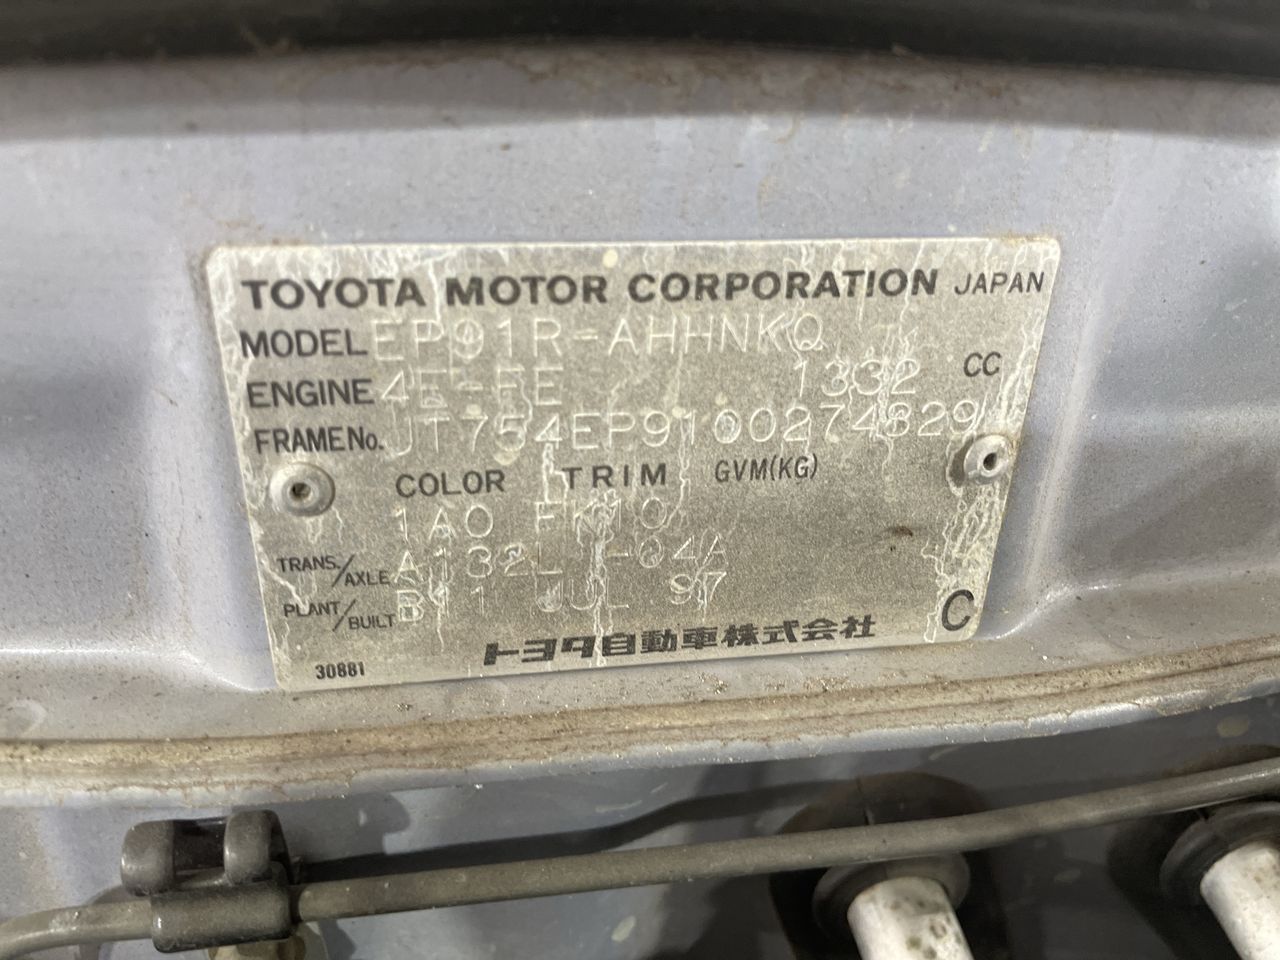 TOYOTA MOTOR CORPORATION JAPAN
MODEL EP91R-AHHNKQ
ENGINE 4E-FE 1332 CC
FRAME No. JT754EP9100274829
COLOR TRIM GVM(KG)
1A0 FK10
TRANS./AXLE A132L -04A
PLANT/BUILT B11 JUL 97
トヨタ自動車株式会社 C
30881